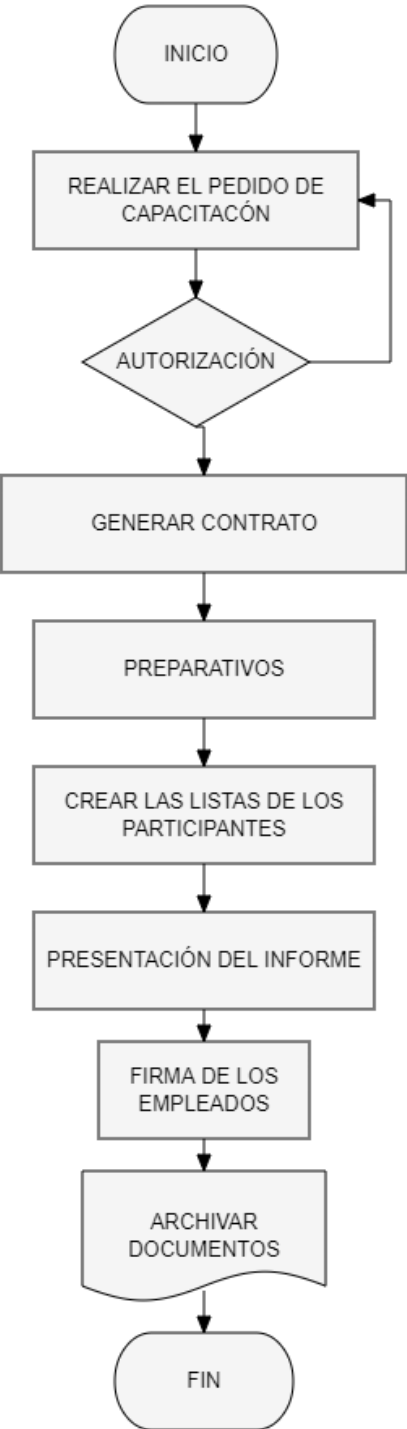 INICIO
REALIZAR EL PEDIDO DE
CAPACITACÓN
AUTORIZACIÓN
GENERAR CONTRATO
PREPARATIVOS
CREAR LAS LISTAS DE LOS
PARTICIPANTES
PRESENTACIÓN DEL INFORME
FIRMA DE LOS
EMPLEADOS
ARCHIVAR
DOCUMENTOS
FIN